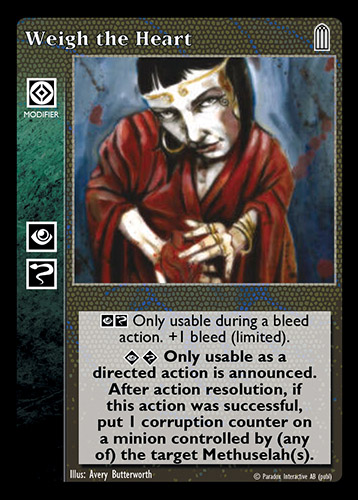 Weigh the Heart
MODIFIER
Only usable during a bleed
action. +1 bleed (limited).
Only usable as a
directed action is announced.
After action resolution, if
this action was successful,
put 1 corruption counter on
a minion controlled by (any
of) the target Methuselah(s).
Illus: Avery Butterworth
© Paradox Interactive AB (publ)